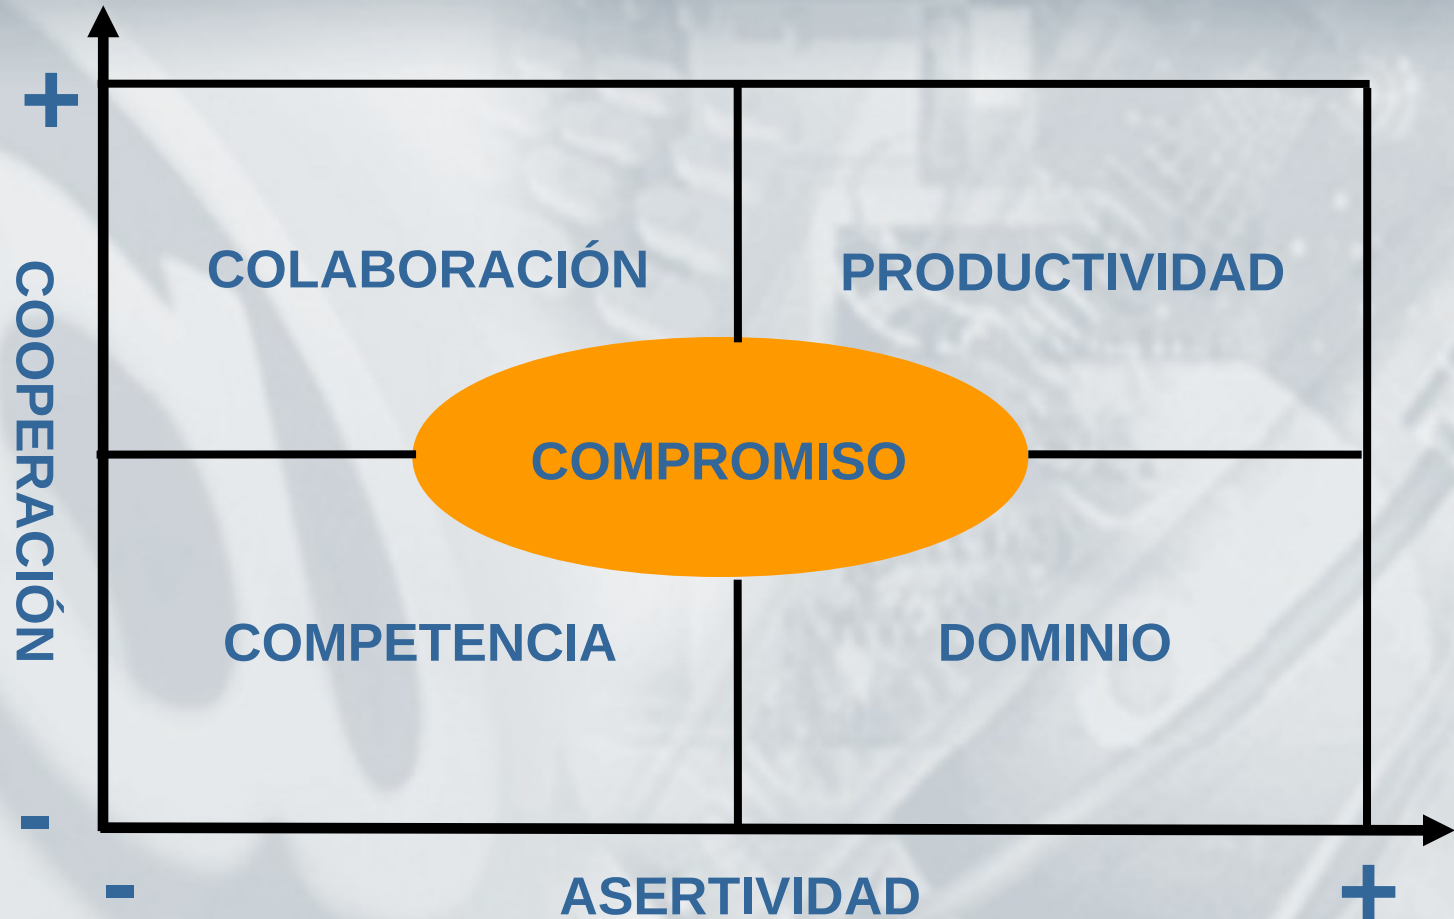 +
COLABORACIÓN
PRODUCTIVIDAD
COOPERACIÓN
COMPROMISO
COMPETENCIA
DOMINIO
-
-
ASERTIVIDAD
+